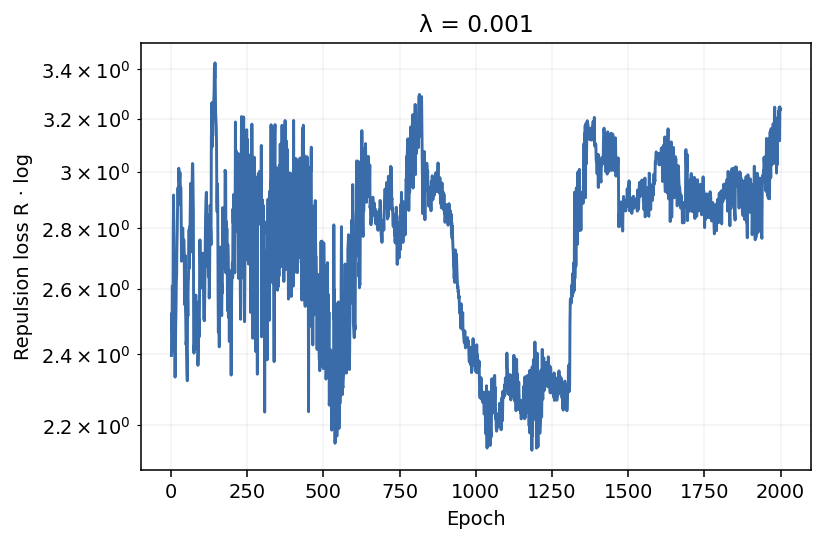 λ = 0.001
Repulsion loss R · log
3.4 × 10⁰
3.2 × 10⁰
3 × 10⁰
2.8 × 10⁰
2.6 × 10⁰
2.4 × 10⁰
2.2 × 10⁰
0 250 500 750 1000 1250 1500 1750 2000
Epoch